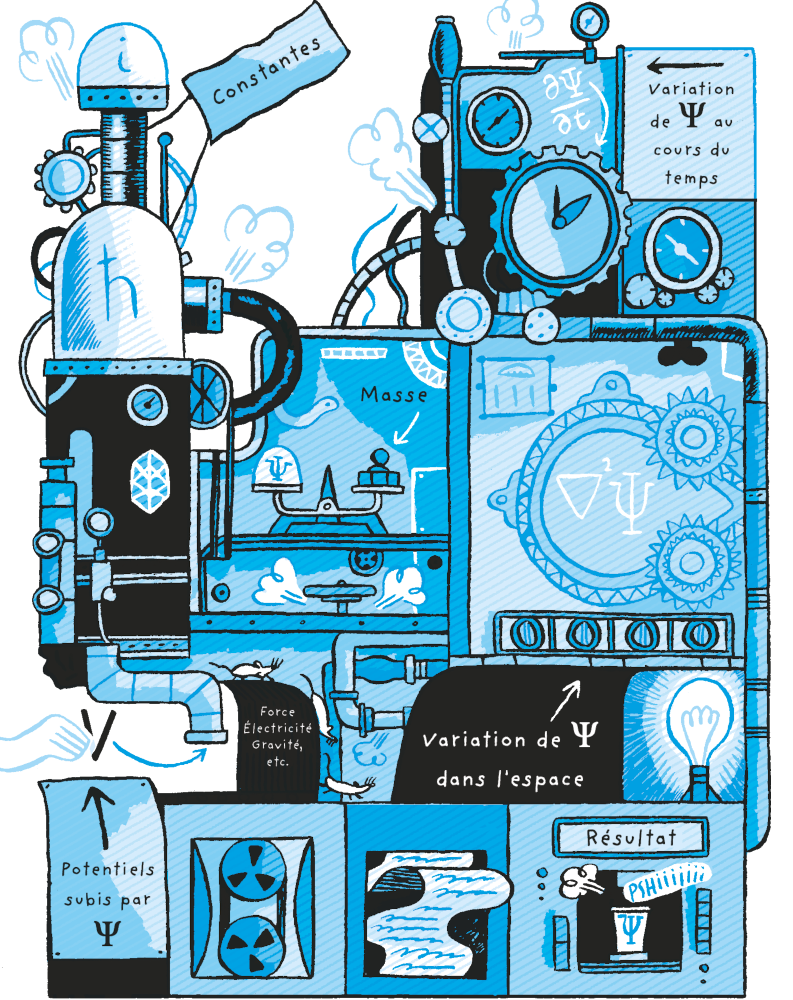 Constantes
i
ħ
∂Ψ
∂t
Variation
de Ψ au
cours du
temps
Masse
Ψ
∇²Ψ
Force
Électricité
Gravité,
etc.
V
Variation de Ψ
dans l'espace
Potentiels
subis par
Ψ
Résultat
PSHiiiiiii
Ψ